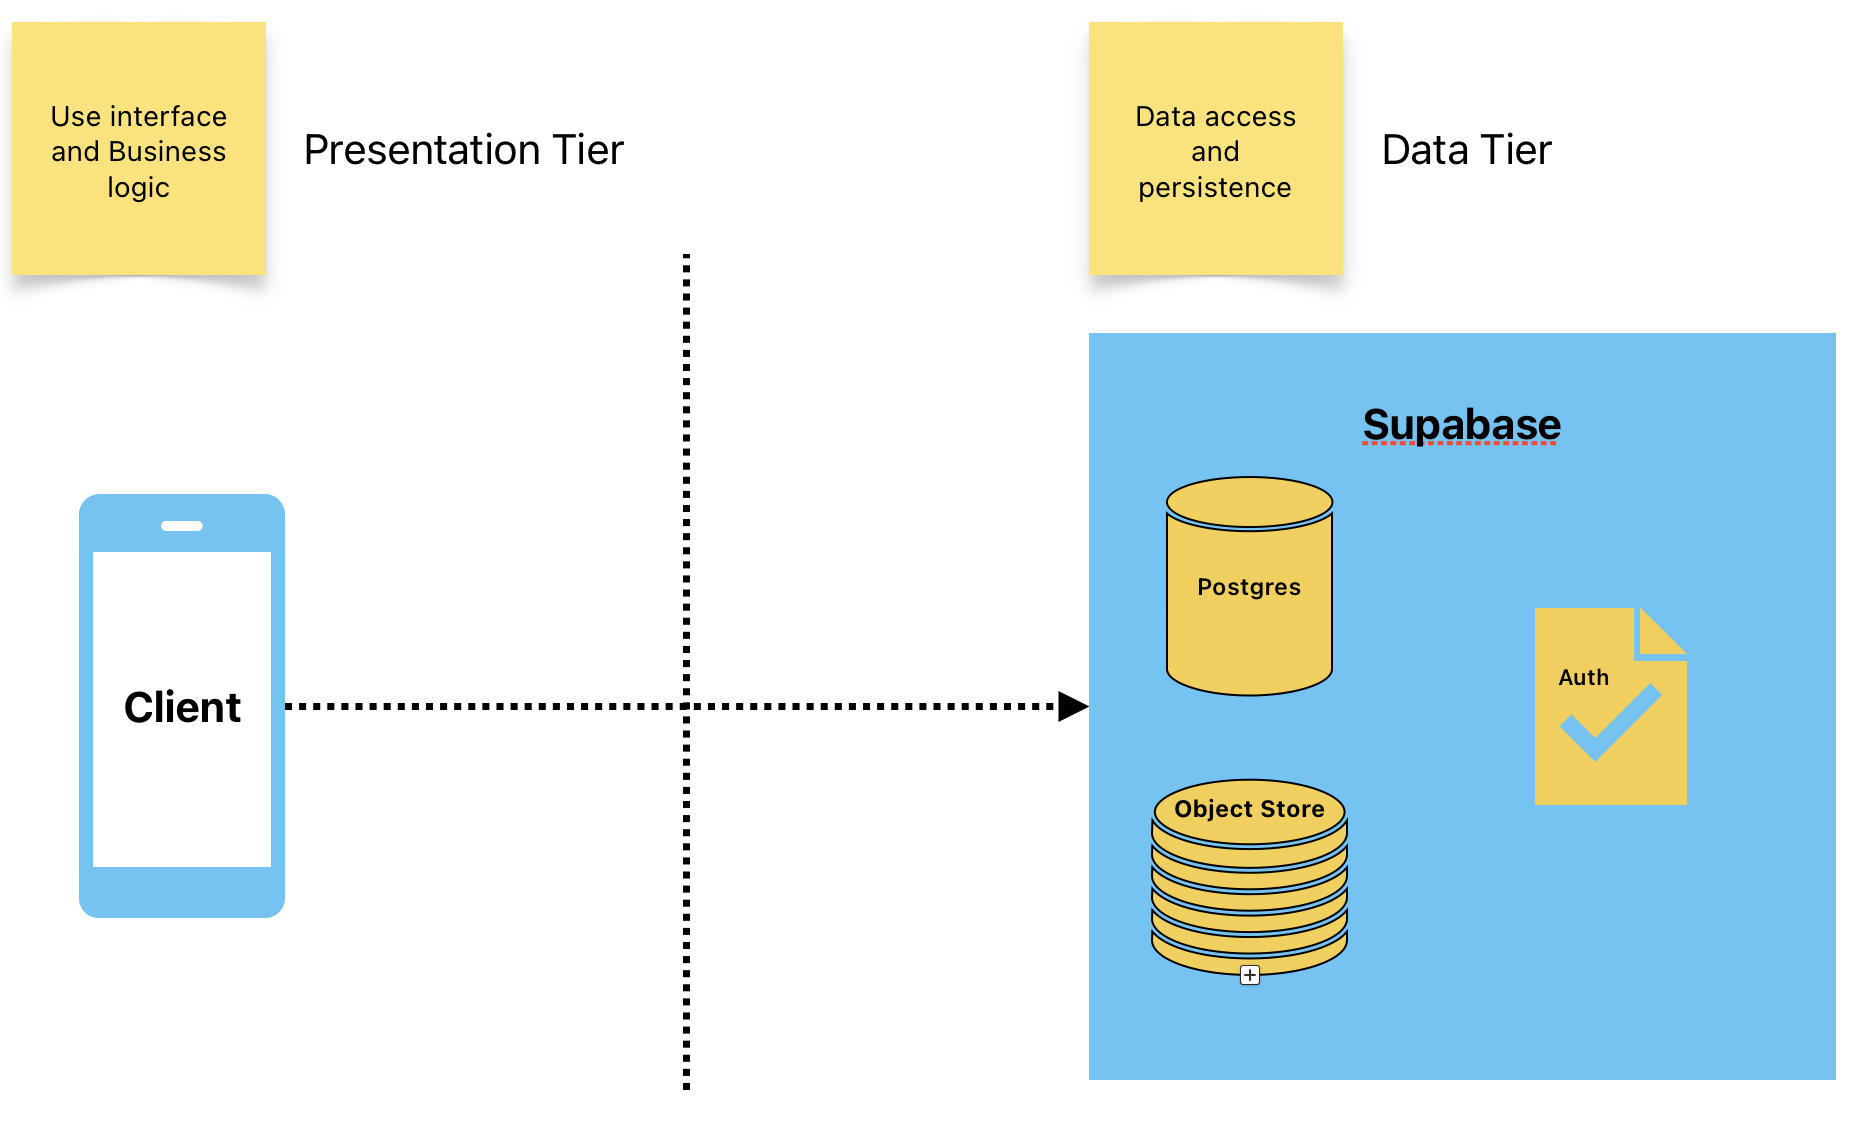 Use interface
and Business
logic
Presentation Tier
Data access
and
persistence
Data Tier
Supabase
Postgres
Auth
Client
Object Store